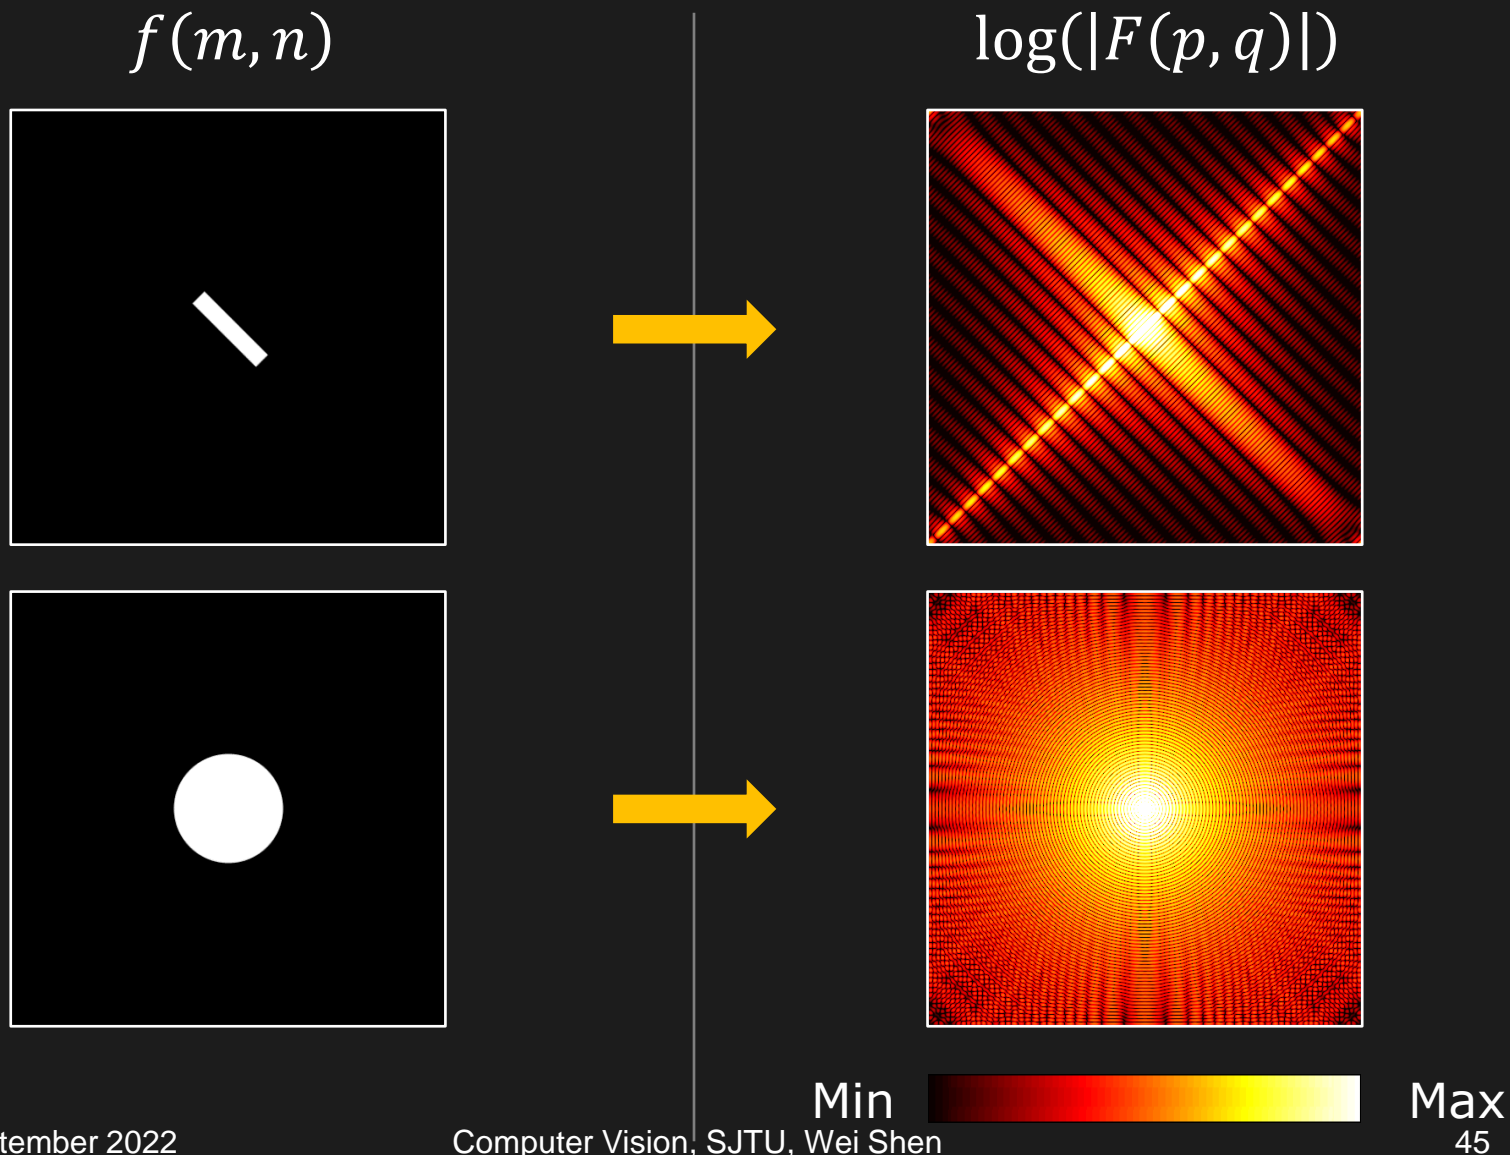 f(m, n)
log(|F(p, q)|)
Min
Max
tember 2022
Computer Vision, SJTU, Wei Shen
45